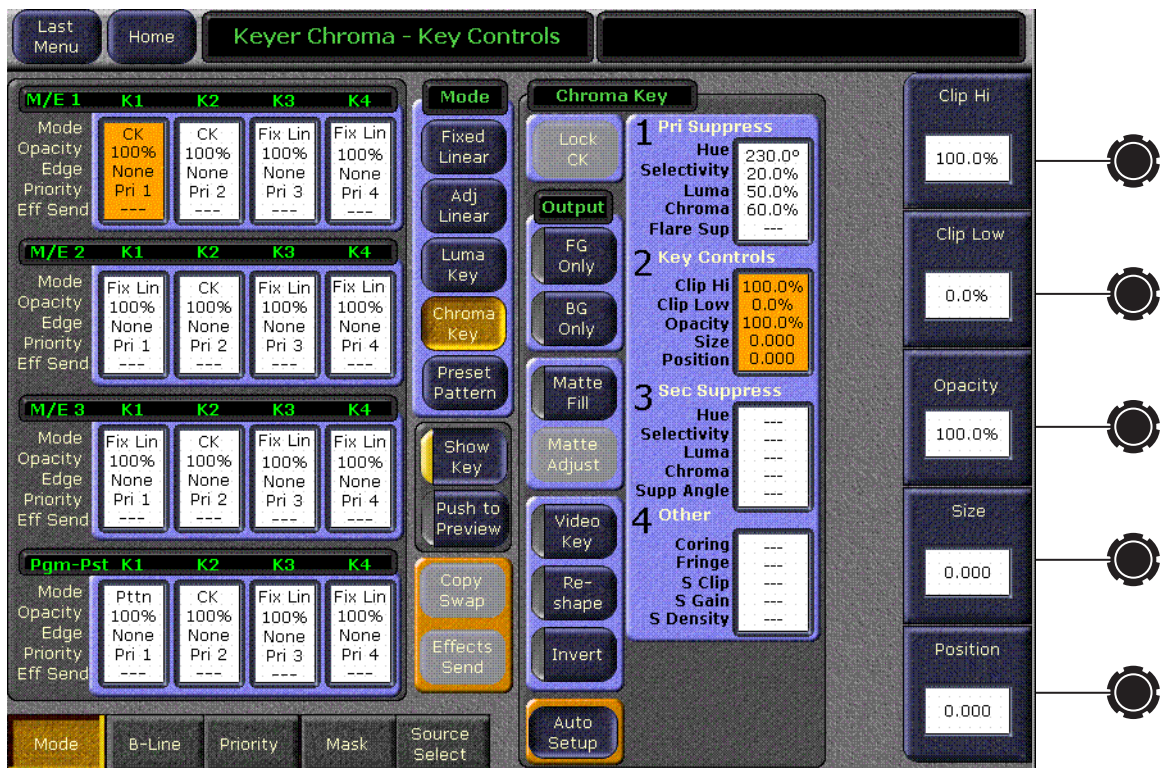 Last
Menu
Home
Keyer Chroma - Key Controls
M/E 1 K1 K2 K3 K4
Mode CK CK Fix Lin Fix Lin
Opacity 100% 100% 100% 100%
Edge None None None None
Priority Pri 1 Pri 2 Pri 3 Pri 4
Eff Send --- --- --- ---
M/E 2 K1 K2 K3 K4
Mode Fix Lin CK Fix Lin Fix Lin
Opacity 100% 100% 100% 100%
Edge None None None None
Priority Pri 1 Pri 2 Pri 3 Pri 4
Eff Send --- --- --- ---
M/E 3 K1 K2 K3 K4
Mode Fix Lin CK Fix Lin Fix Lin
Opacity 100% 100% 100% 100%
Edge None None None None
Priority Pri 1 Pri 2 Pri 3 Pri 4
Eff Send --- --- --- ---
Pgm-Pst K1 K2 K3 K4
Mode Pttn CK Fix Lin Fix Lin
Opacity 100% 100% 100% 100%
Edge None None None None
Priority Pri 1 Pri 2 Pri 3 Pri 4
Eff Send --- --- --- ---
Mode
Fixed
Linear
Adj
Linear
Luma
Key
Chroma
Key
Preset
Pattern
Show
Key
Push to
Preview
Copy
Swap
Effects
Send
Chroma Key
Lock
CK
Output
FG
Only
BG
Only
Matte
Fill
Matte
Adjust
Video
Key
Re-
shape
Invert
Auto
Setup
1 Pri Suppress
Hue 230.0°
Selectivity 20.0%
Luma 50.0%
Chroma 60.0%
Flare Sup ---
2 Key Controls
Clip Hi 100.0%
Clip Low 0.0%
Opacity 100.0%
Size 0.000
Position 0.000
3 Sec Suppress
Hue ---
Selectivity ---
Luma ---
Chroma ---
Supp Angle ---
4 Other
Coring ---
Fringe ---
S Clip ---
S Gain ---
S Density ---
Clip Hi
100.0%
Clip Low
0.0%
Opacity
100.0%
Size
0.000
Position
0.000
Mode
B-Line
Priority
Mask
Source
Select